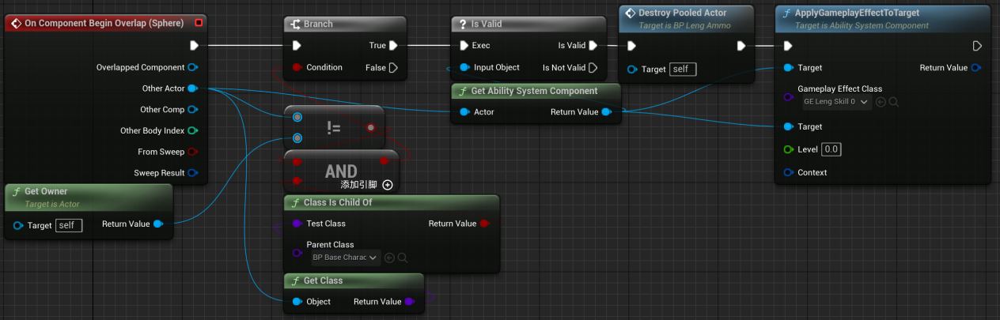 On Component Begin Overlap (Sphere)
Overlapped Component
Other Actor
Other Comp
Other Body Index
From Sweep
Sweep Result
f Get Owner
Target is Actor
Target self
Return Value
Branch
True
Condition
False
!=
AND
添加引脚
f Class Is Child Of
Test Class
Return Value
Parent Class
BP Base Charac
f Get Class
Object
Return Value
? Is Valid
Exec
Is Valid
Input Object
Is Not Valid
f Get Ability System Component
Actor
Return Value
Destroy Pooled Actor
Target is BP Leng Ammo
Target self
f ApplyGameplayEffectToTarget
Target is Ability System Component
Target
Return Value
Gameplay Effect Class
GE Leng Skill 0
Target
Level 0.0
Context